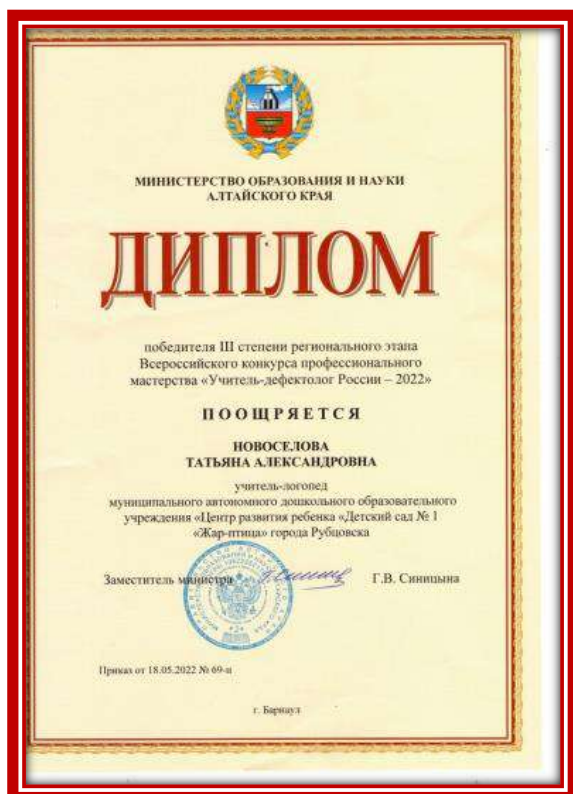 МИНИСТЕРСТВО ОБРАЗОВАНИЯ И НАУКИ
АЛТАЙСКОГО КРАЯ
ДИПЛОМ
победителя III степени регионального этапа
Всероссийского конкурса профессионального
мастерства «Учитель-дефектолог России – 2022»
ПООЩРЯЕТСЯ
НОВОСЕЛОВА
ТАТЬЯНА АЛЕКСАНДРОВНА
учитель-логопед
муниципального автономного дошкольного образовательного
учреждения «Центр развития ребенка «Детский сад № 1
«Жар-птица» города Рубцовска
Заместитель министра Г.В. Синицына
Приказ от 18.05.2022 № 69-п
г. Барнаул